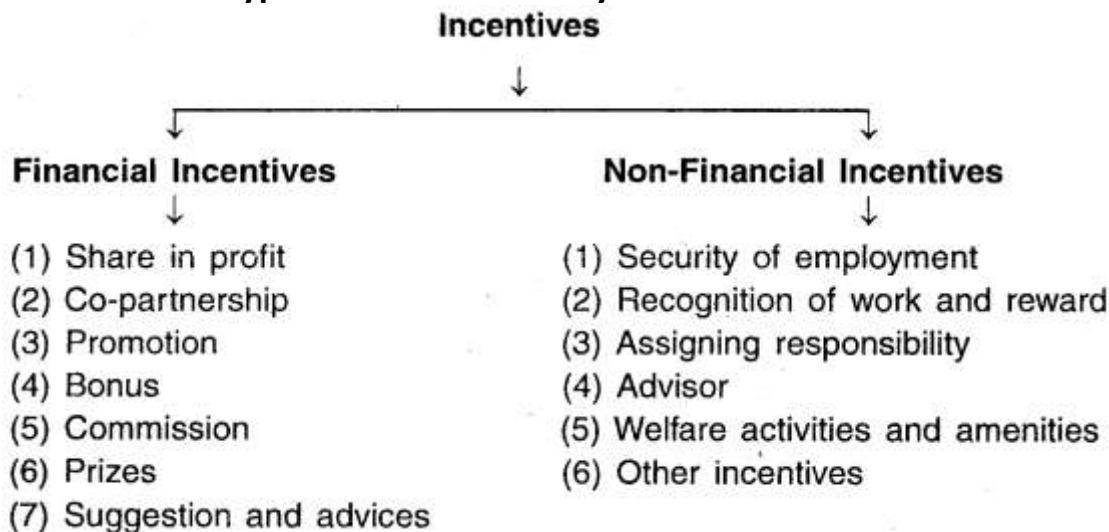 Incentives
Financial Incentives
(1) Share in profit
(2) Co-partnership
(3) Promotion
(4) Bonus
(5) Commission
(6) Prizes
(7) Suggestion and advices
Non-Financial Incentives
(1) Security of employment
(2) Recognition of work and reward
(3) Assigning responsibility
(4) Advisor
(5) Welfare activities and amenities
(6) Other incentives